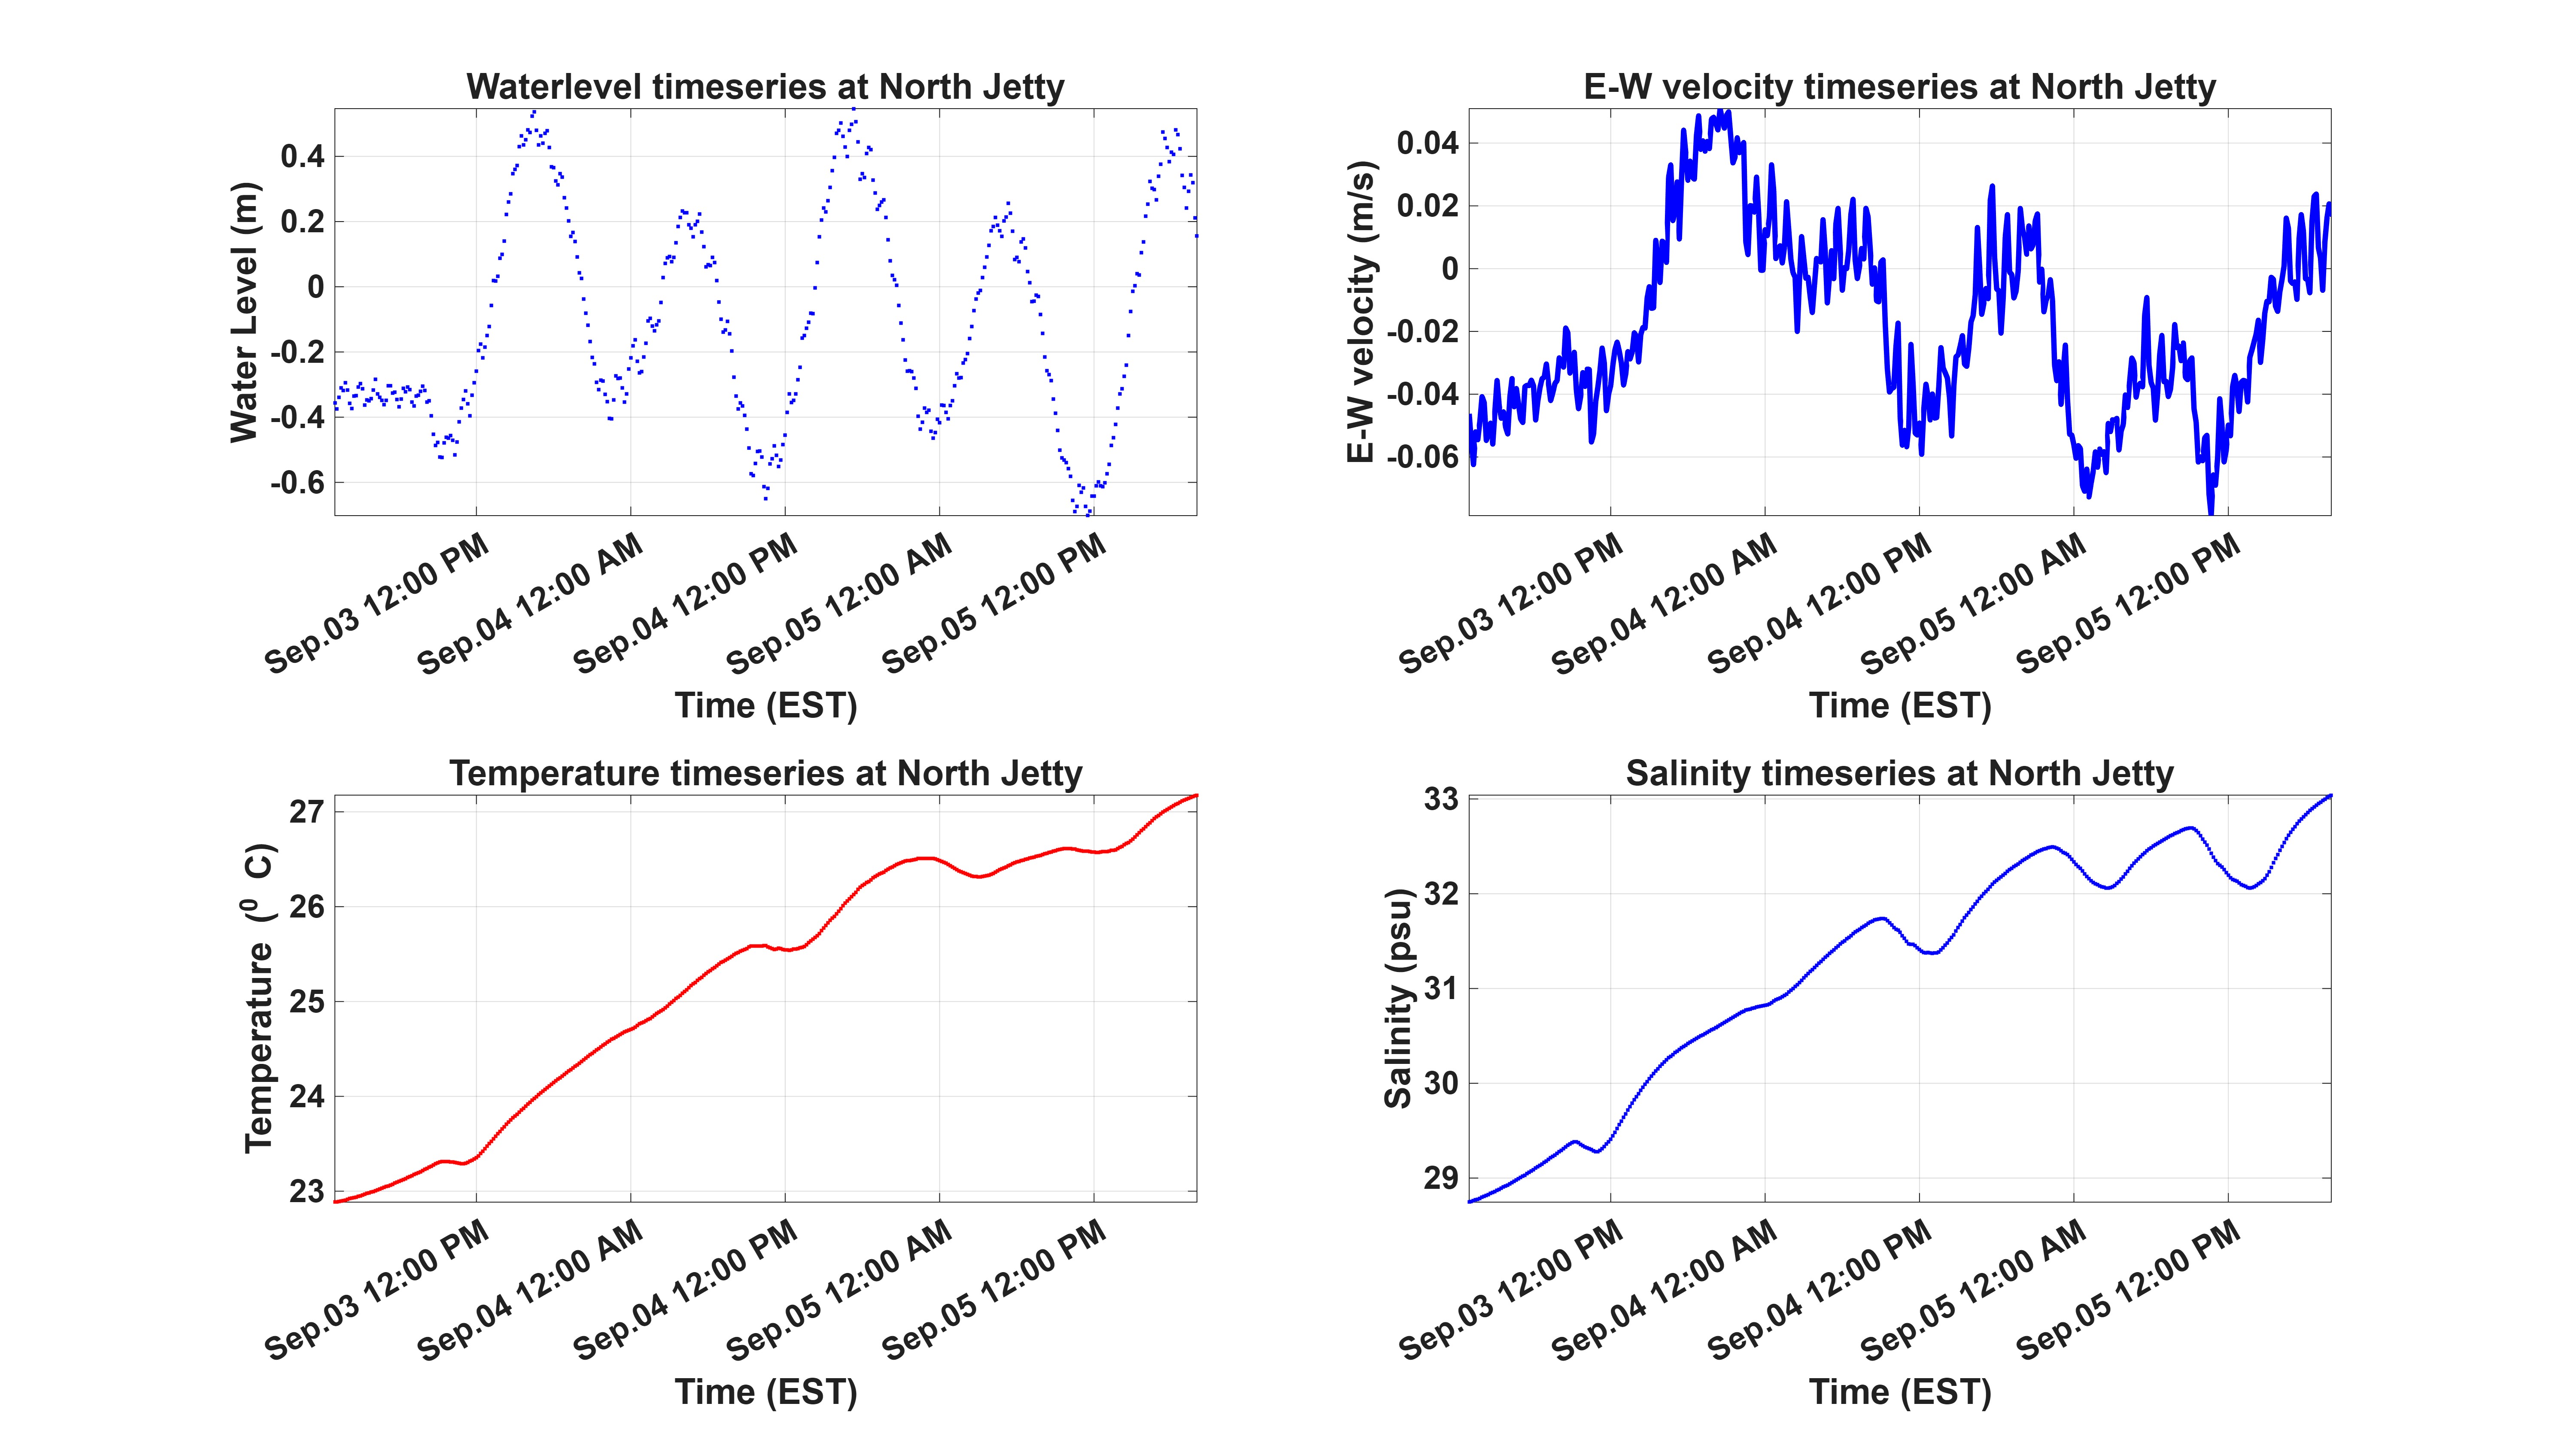 Waterlevel timeseries at North Jetty
Water Level (m)
0.4
0.2
0
-0.2
-0.4
-0.6
Sep.03 12:00 PM
Sep.04 12:00 AM
Sep.04 12:00 PM
Sep.05 12:00 AM
Sep.05 12:00 PM
Time (EST)
E-W velocity timeseries at North Jetty
E-W velocity (m/s)
0.04
0.02
0
-0.02
-0.04
-0.06
Sep.03 12:00 PM
Sep.04 12:00 AM
Sep.04 12:00 PM
Sep.05 12:00 AM
Sep.05 12:00 PM
Time (EST)
Temperature timeseries at North Jetty
Temperature (⁰ C)
27
26
25
24
23
Sep.03 12:00 PM
Sep.04 12:00 AM
Sep.04 12:00 PM
Sep.05 12:00 AM
Sep.05 12:00 PM
Time (EST)
Salinity timeseries at North Jetty
Salinity (psu)
33
32
31
30
29
Sep.03 12:00 PM
Sep.04 12:00 AM
Sep.04 12:00 PM
Sep.05 12:00 AM
Sep.05 12:00 PM
Time (EST)